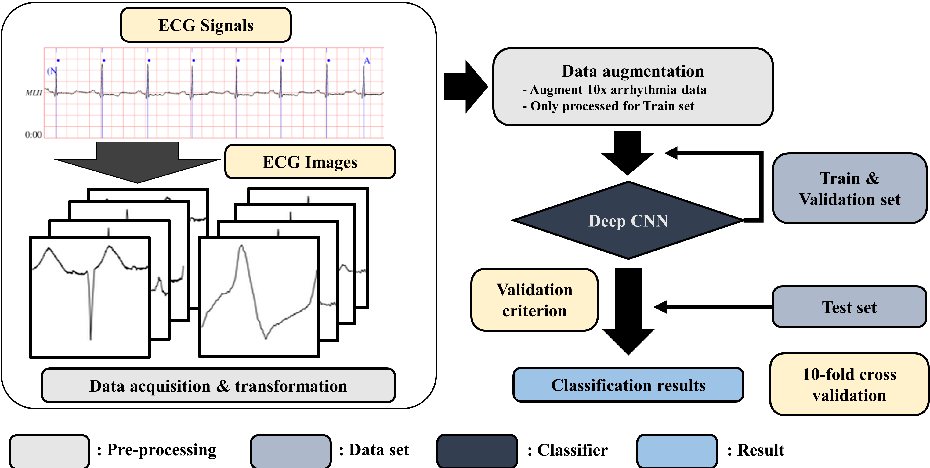 ECG Signals
(N
A
MLII
0:00
ECG Images
Data acquisition & transformation
Data augmentation
- Augment 10x arrhythmia data
- Only processed for Train set
Deep CNN
Train &
Validation set
Validation
criterion
Test set
Classification results
10-fold cross
validation
: Pre-processing
: Data set
: Classifier
: Result